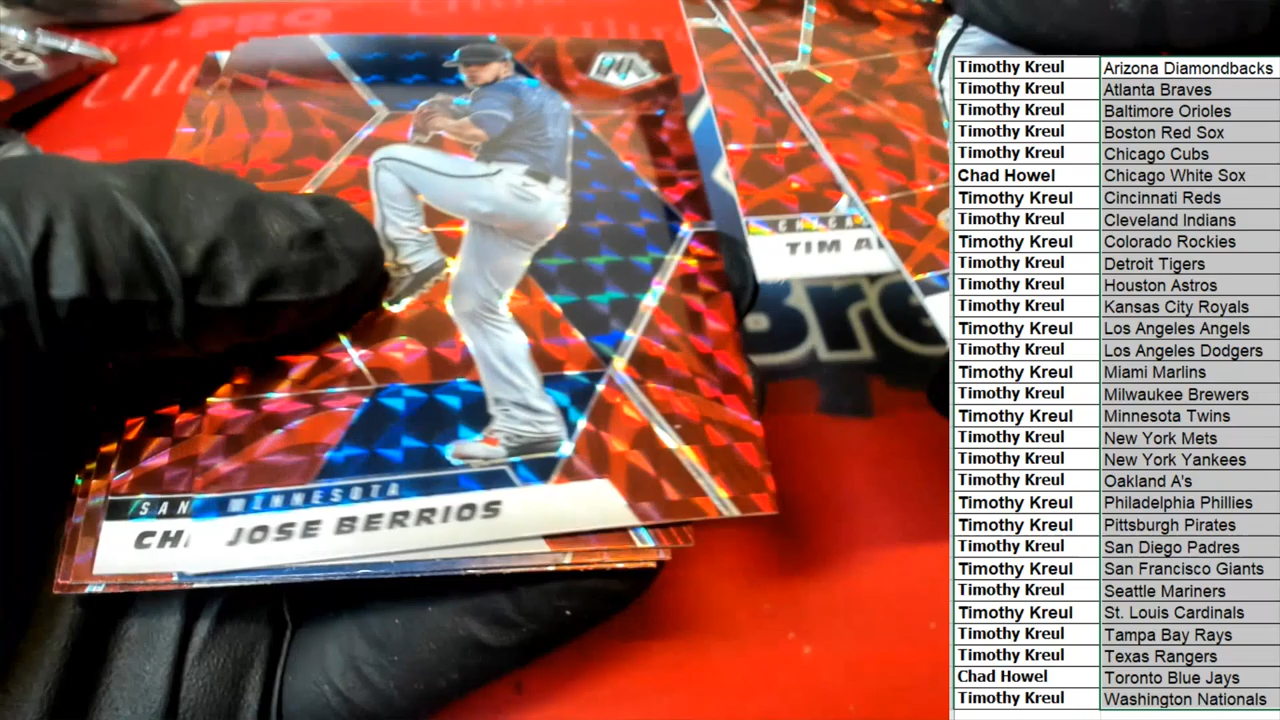 MINNESOTA
JOSE BERRIOS
SAN
CH
TIM A
Timothy Kreul Arizona Diamondbacks
Timothy Kreul Atlanta Braves
Timothy Kreul Baltimore Orioles
Timothy Kreul Boston Red Sox
Timothy Kreul Chicago Cubs
Chad Howel Chicago White Sox
Timothy Kreul Cincinnati Reds
Timothy Kreul Cleveland Indians
Timothy Kreul Colorado Rockies
Timothy Kreul Detroit Tigers
Timothy Kreul Houston Astros
Timothy Kreul Kansas City Royals
Timothy Kreul Los Angeles Angels
Timothy Kreul Los Angeles Dodgers
Timothy Kreul Miami Marlins
Timothy Kreul Milwaukee Brewers
Timothy Kreul Minnesota Twins
Timothy Kreul New York Mets
Timothy Kreul New York Yankees
Timothy Kreul Oakland A's
Timothy Kreul Philadelphia Phillies
Timothy Kreul Pittsburgh Pirates
Timothy Kreul San Diego Padres
Timothy Kreul San Francisco Giants
Timothy Kreul Seattle Mariners
Timothy Kreul St. Louis Cardinals
Timothy Kreul Tampa Bay Rays
Timothy Kreul Texas Rangers
Chad Howel Toronto Blue Jays
Timothy Kreul Washington Nationals